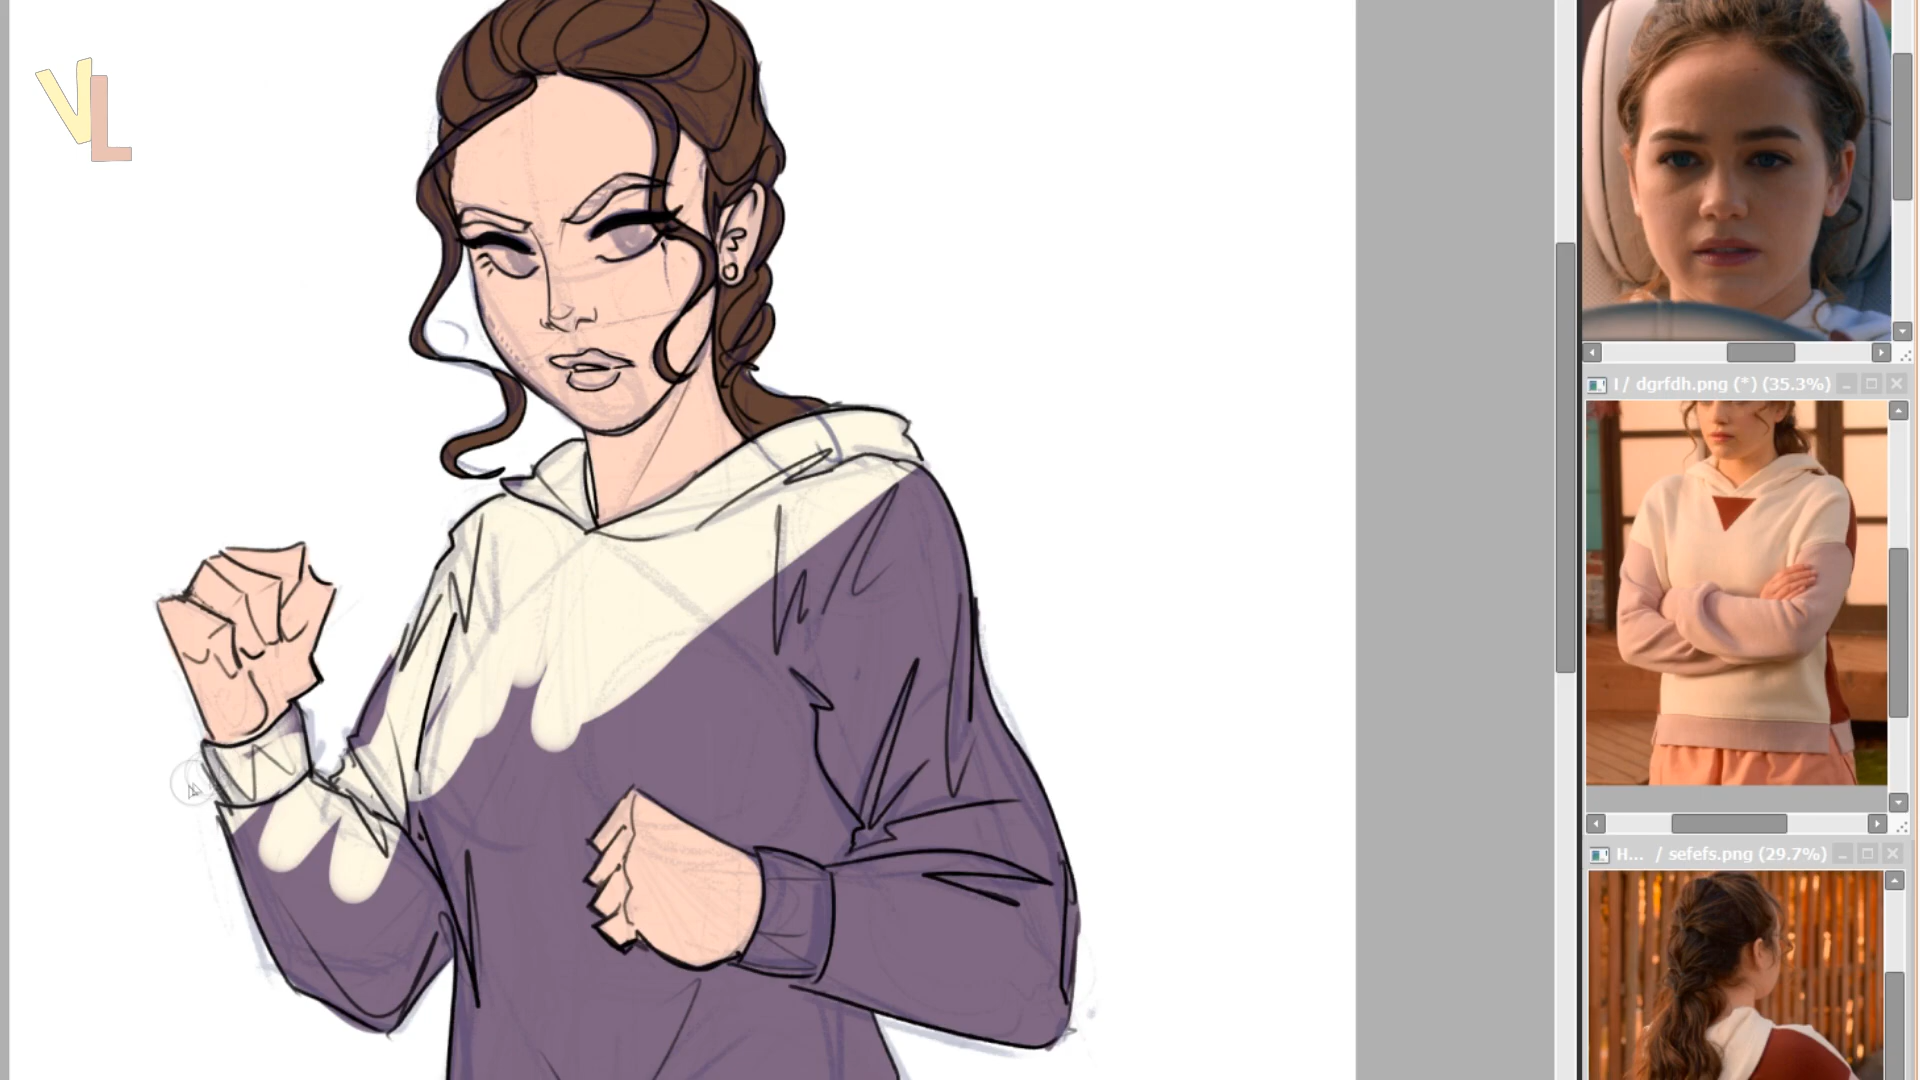 VL
I / dgrfdh.png (*) (35.3%)
H... / sefefs.png (29.7%)